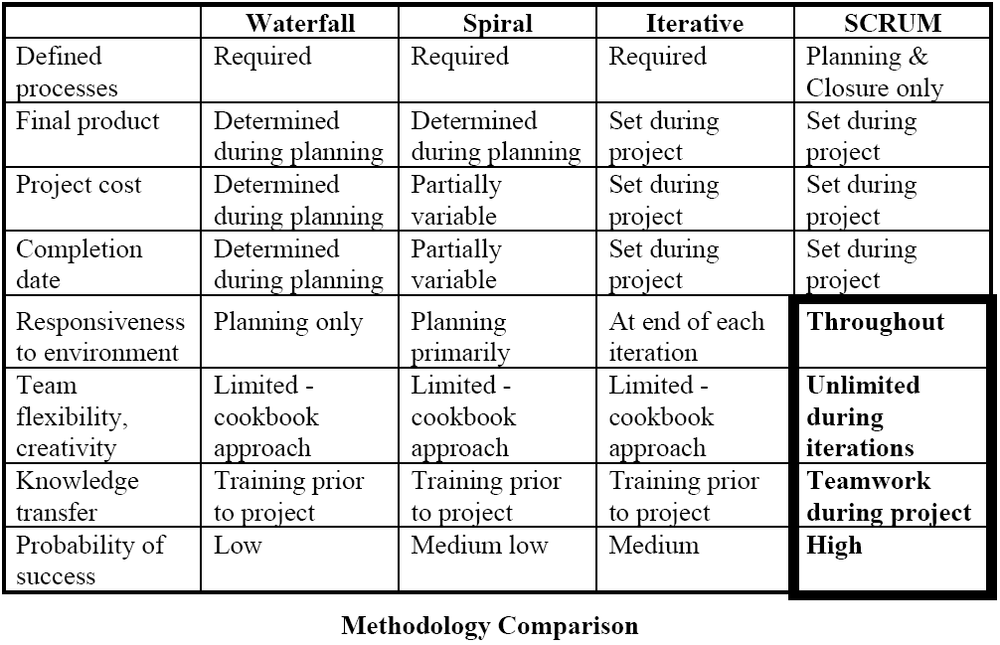 Waterfall Spiral Iterative SCRUM
Defined processes Required Required Required Planning & Closure only
Final product Determined during planning Determined during planning Set during project Set during project
Project cost Determined during planning Partially variable Set during project Set during project
Completion date Determined during planning Partially variable Set during project Set during project
Responsiveness to environment Planning only Planning primarily At end of each iteration Throughout
Team flexibility, creativity Limited - cookbook approach Limited - cookbook approach Limited - cookbook approach Unlimited during iterations
Knowledge transfer Training prior to project Training prior to project Training prior to project Teamwork during project
Probability of success Low Medium low Medium High
Methodology Comparison